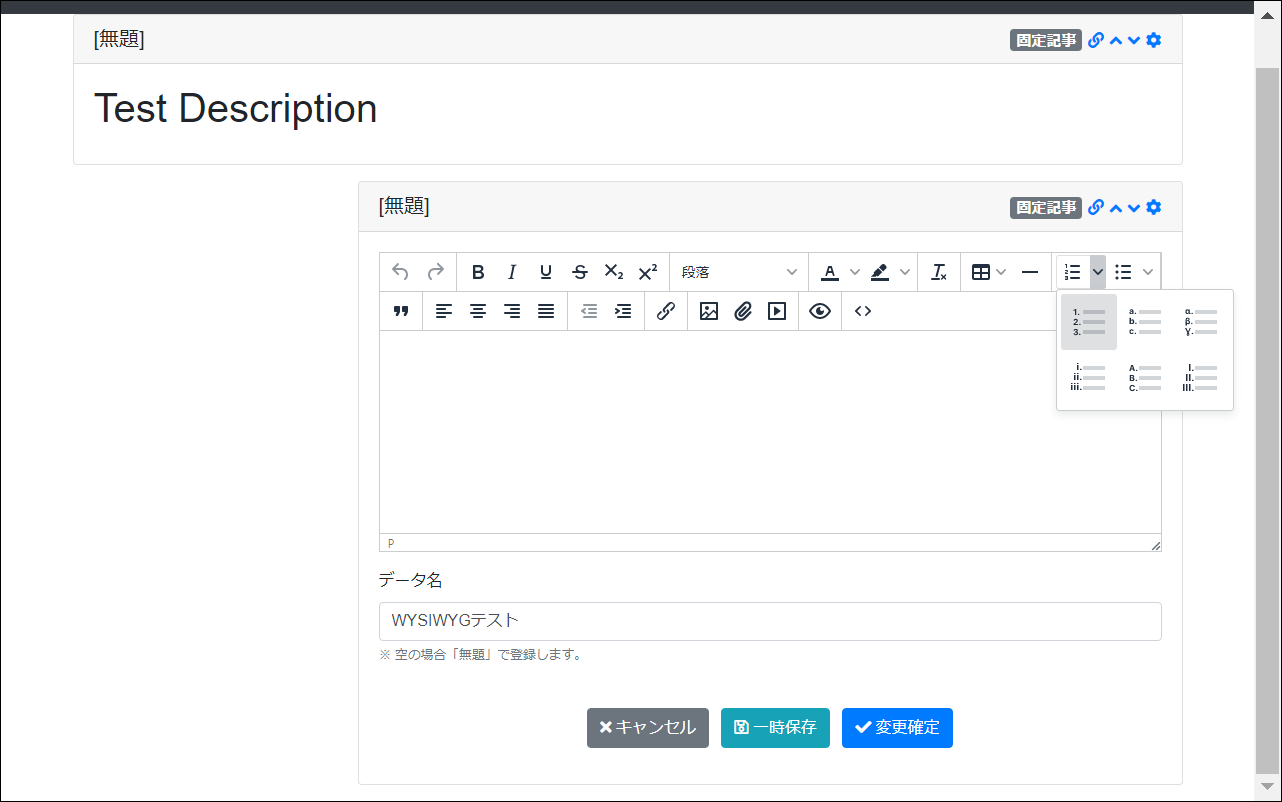 [無題] 固定記事
Test Description
[無題] 固定記事
B I U S X₂ X² 段落 A
1. a. α.
2. b. β.
3. c. γ.
i. A. I.
ii. B. II.
iii. C. III.
P
データ名
WYSIWYGテスト
※ 空の場合「無題」で登録します。
キャンセル 一時保存 変更確定